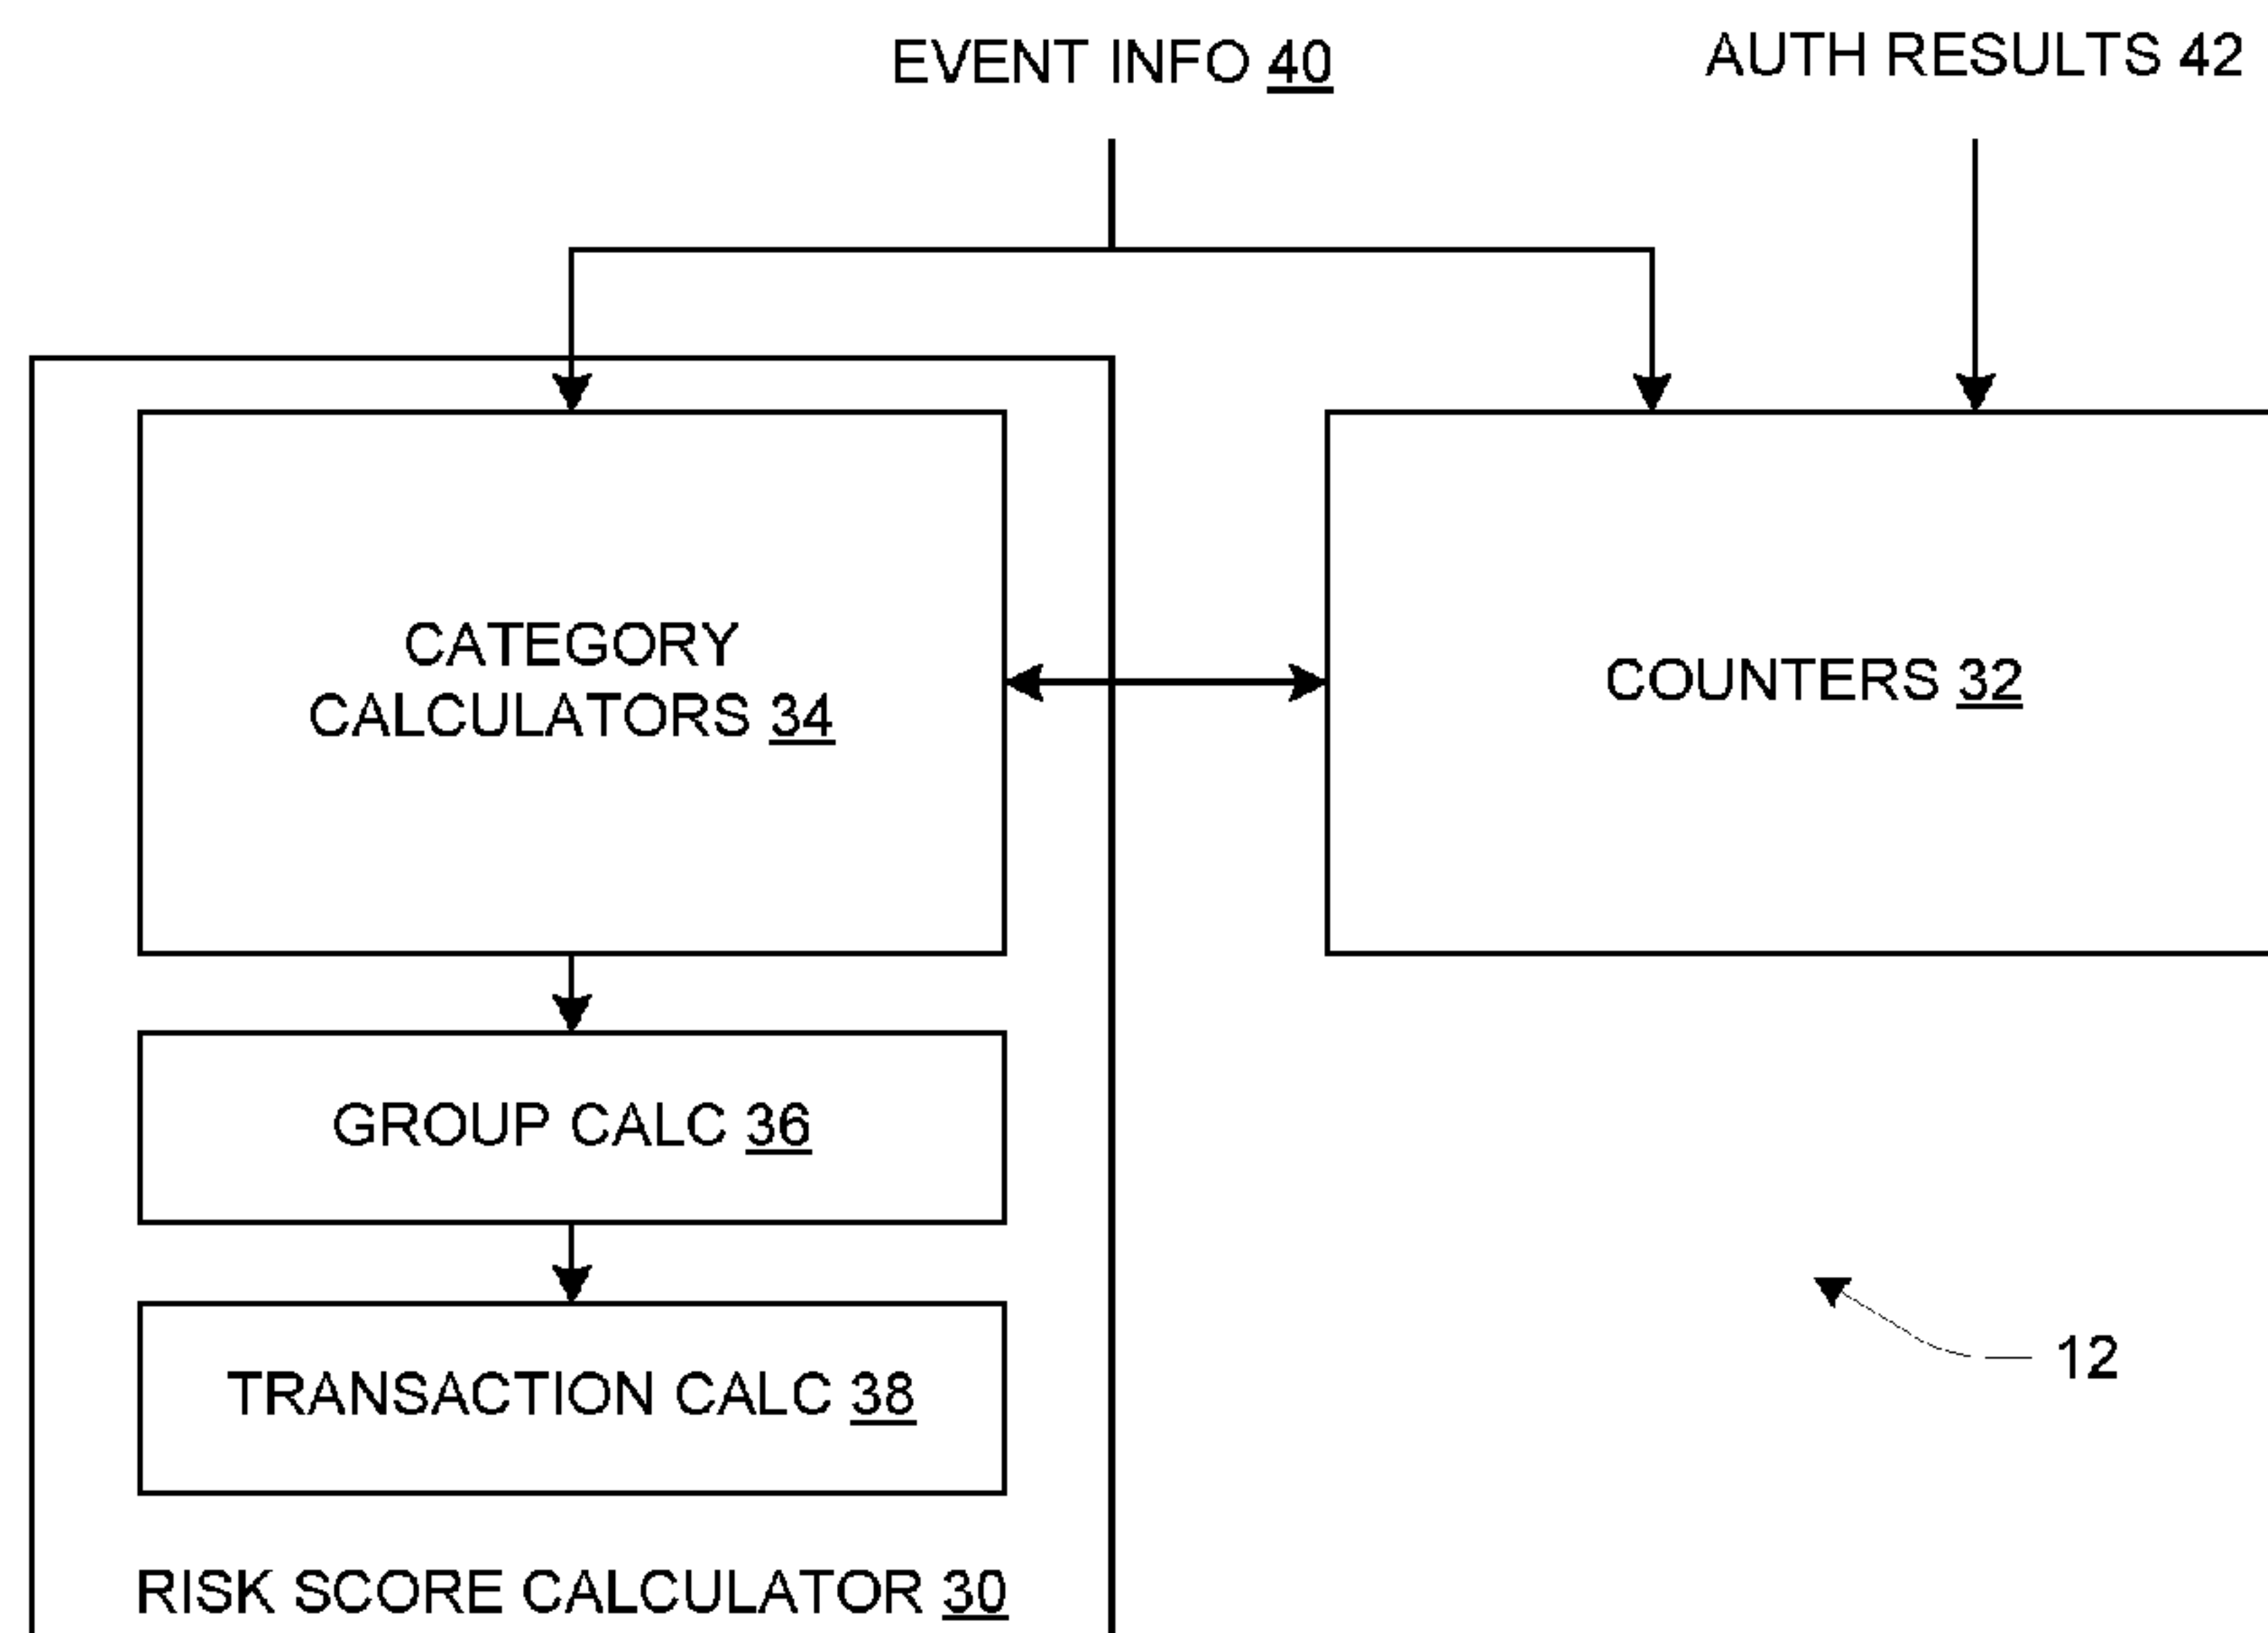 EVENT INFO 40
AUTH RESULTS 42
CATEGORY
CALCULATORS 34
COUNTERS 32
GROUP CALC 36
TRANSACTION CALC 38
12
RISK SCORE CALCULATOR 30